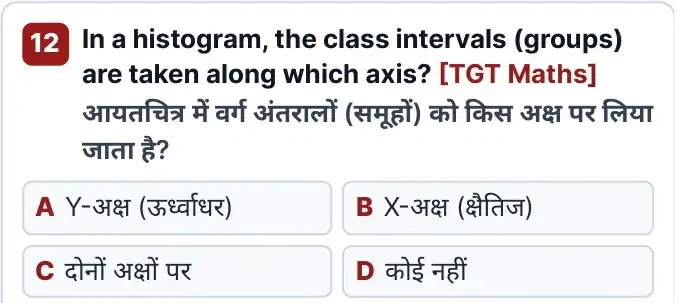 12 In a histogram, the class intervals (groups)
are taken along which axis? [TGT Maths]
आयतचित्र में वर्ग अंतरालों (समूहों) को किस अक्ष पर लिया
जाता है?
A Y-अक्ष (ऊर्ध्वाधर)
B X-अक्ष (क्षैतिज)
C दोनों अक्षों पर
D कोई नहीं